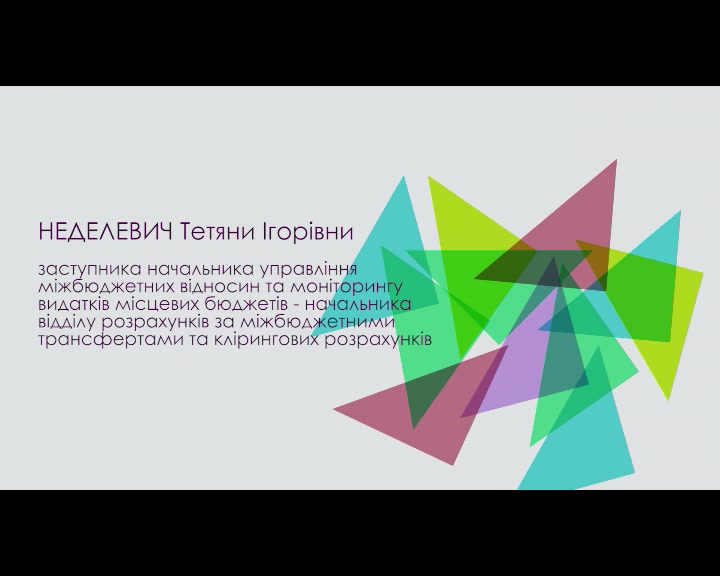 НЕДЕЛЕВИЧ Тетяни Ігорівни
заступника начальника управління
міжбюджетних відносин та моніторингу
видатків місцевих бюджетів - начальника
відділу розрахунків за міжбюджетними
трансфертами та клірингових розрахунків